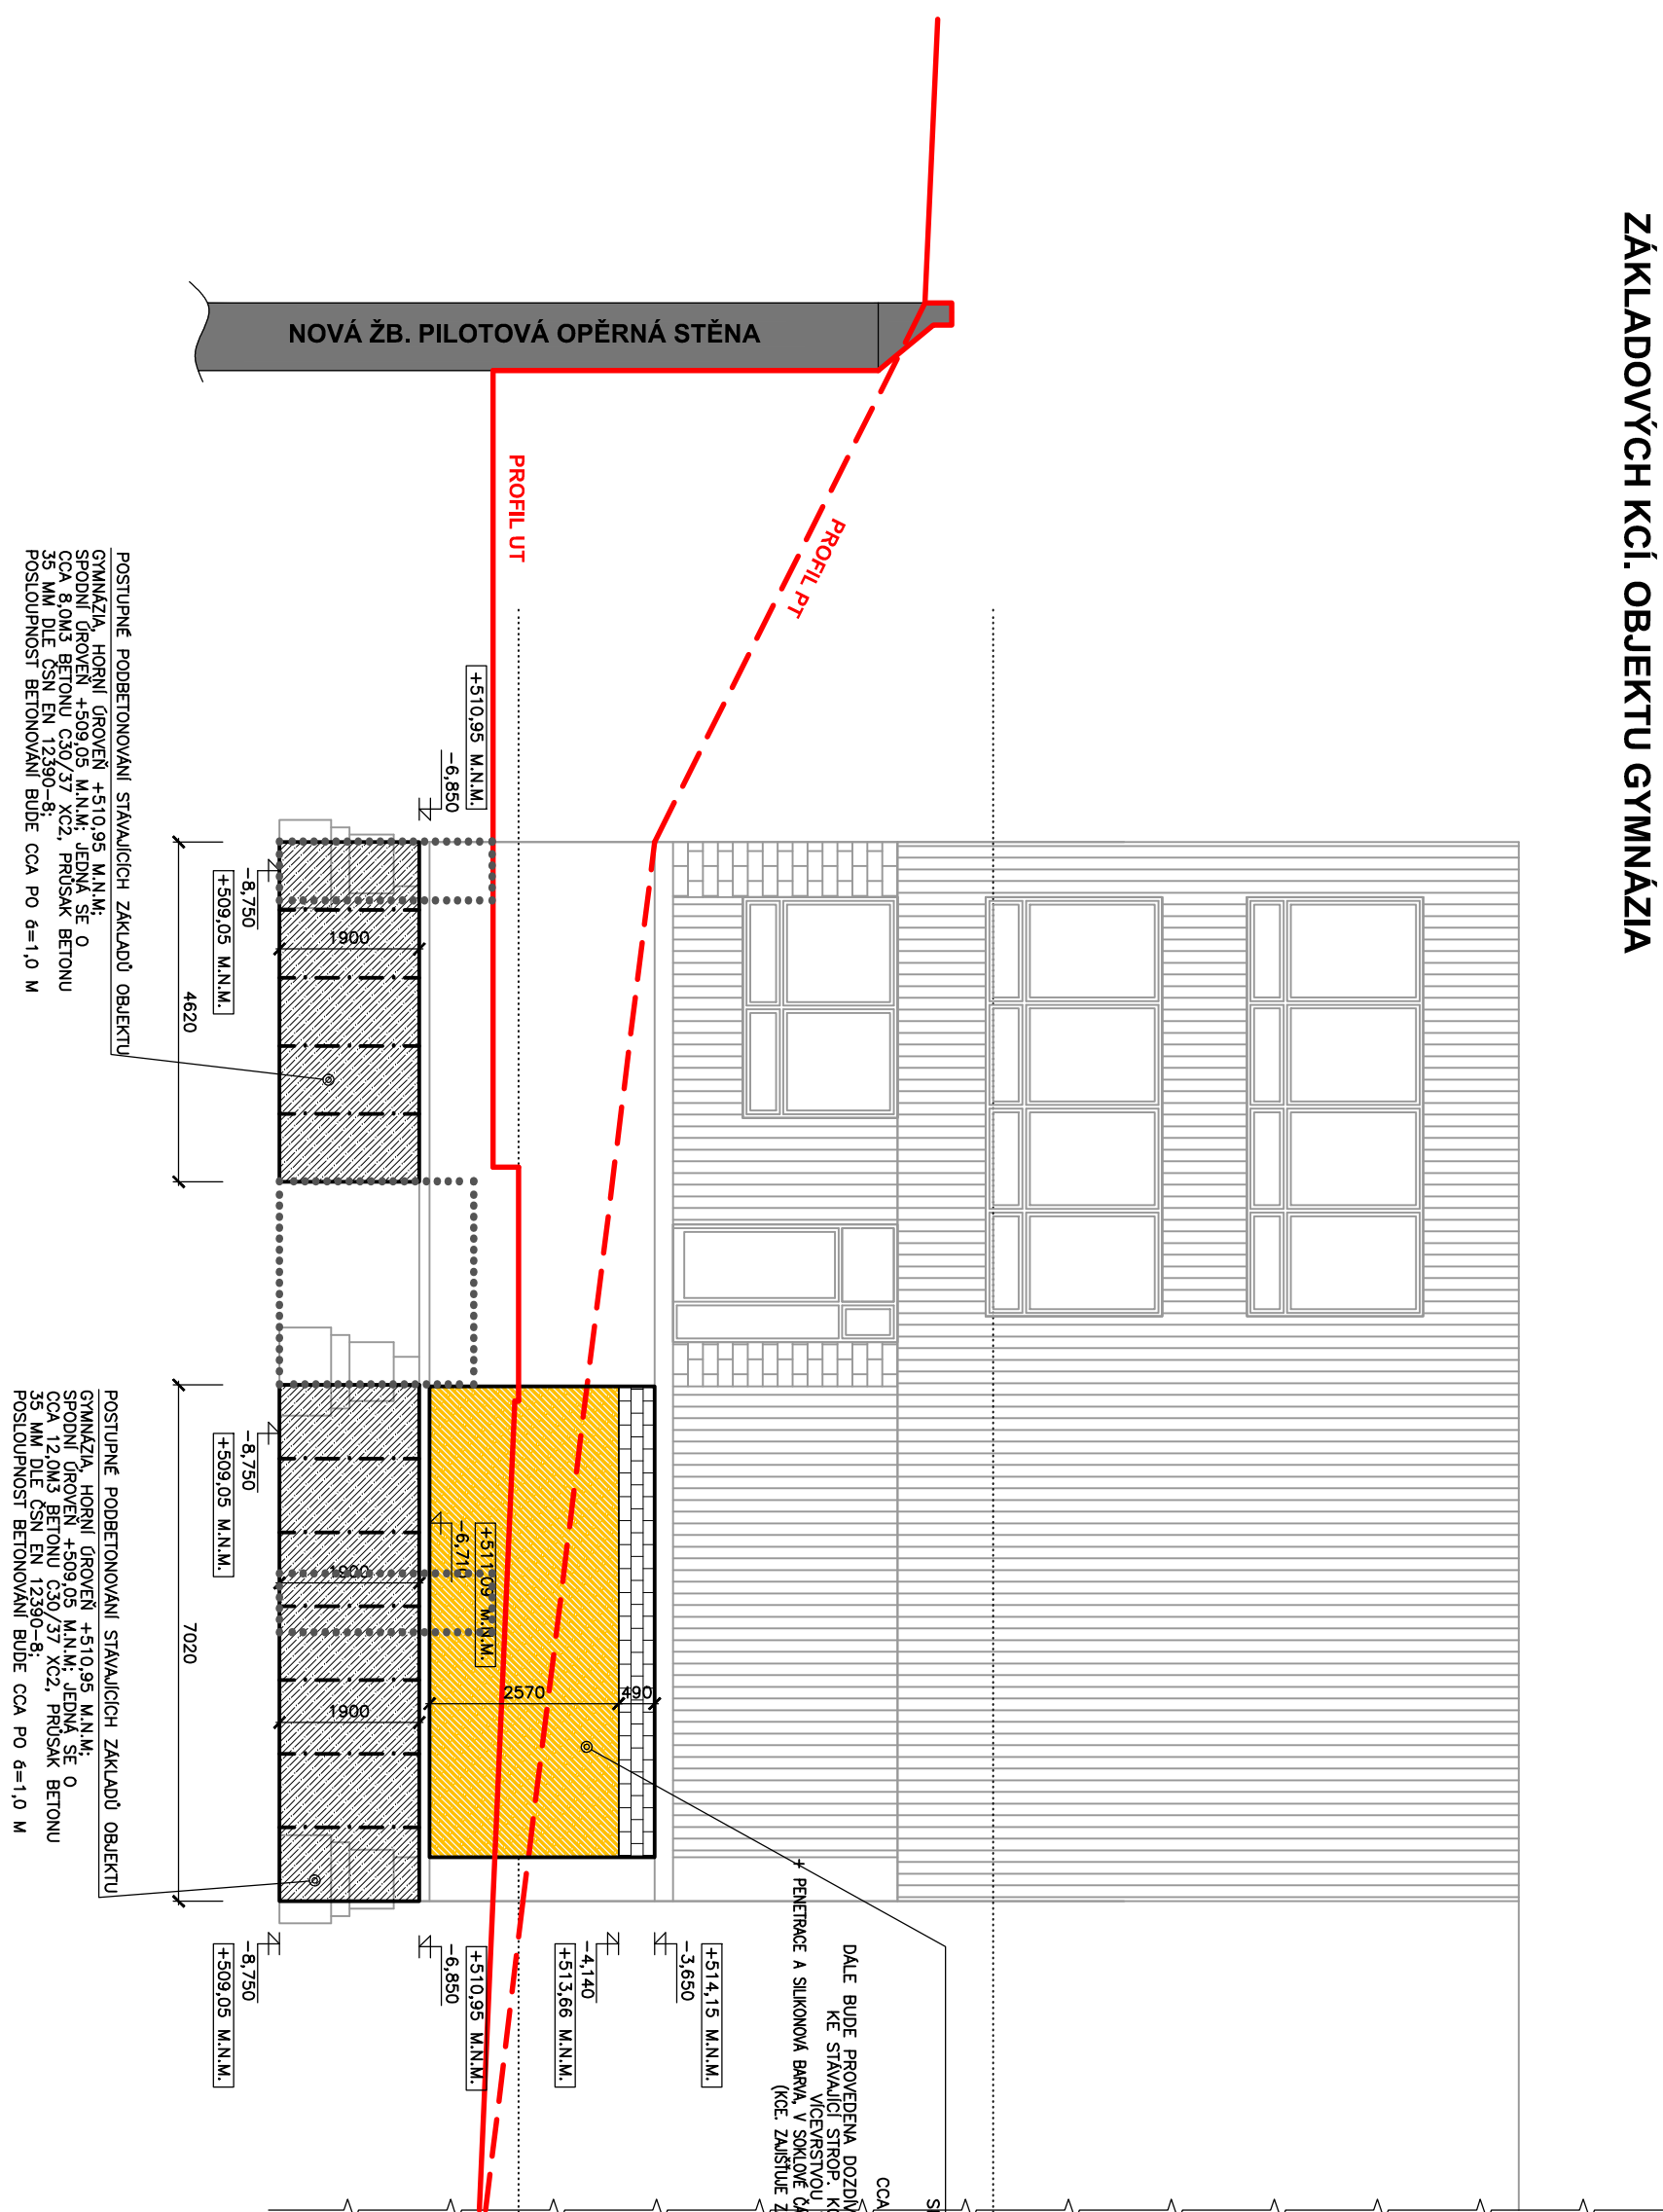 ZÁKLADOVÝCH KCÍ. OBJEKTU GYMNÁZIA
NOVÁ ŽB. PILOTOVÁ OPĚRNÁ STĚNA
PROFIL UT
PROFIL PT
+510,95 M.N.M.
-6,850
-8,750
+509,05 M.N.M.
1900
4620
POSTUPNÉ PODBETONOVÁNÍ STÁVAJÍCÍCH ZÁKLADŮ OBJEKTU
GYMNÁZIA, HORNÍ ÚROVEŇ +510,95 M.N.M;
SPODNÍ ÚROVEŇ +509,05 M.N.M; JEDNÁ SE O
CCA 8,0M3 BETONU C30/37 XC2, PRŮSAK BETONU
35 MM DLE ČSN EN 12390-8;
POSLOUPNOST BETONOVÁNÍ BUDE CCA PO á=1,0 M
-8,750
+509,05 M.N.M.
+511,09 M.N.M.
-6,710
1900
1900
2570
490
7020
POSTUPNÉ PODBETONOVÁNÍ STÁVAJÍCÍCH ZÁKLADŮ OBJEKTU
GYMNÁZIA, HORNÍ ÚROVEŇ +510,95 M.N.M;
SPODNÍ ÚROVEŇ +509,05 M.N.M; JEDNÁ SE O
CCA 12,0M3 BETONU C30/37 XC2, PRŮSAK BETONU
35 MM DLE ČSN EN 12390-8;
POSLOUPNOST BETONOVÁNÍ BUDE CCA PO á=1,0 M
+514,15 M.N.M.
-3,650
-4,140
+513,66 M.N.M.
+510,95 M.N.M.
-6,850
-8,750
+509,05 M.N.M.
CCA
DÁLE BUDE PROVEDENA DOZDÍV
KE STÁVAJÍCÍ STROP. KC
VÍCEVRSTVOU
+ PENETRACE A SILIKONOVÁ BARVA, V SOKLOVÉ ČÁ
(KCE. ZAJIŠŤUJE Z